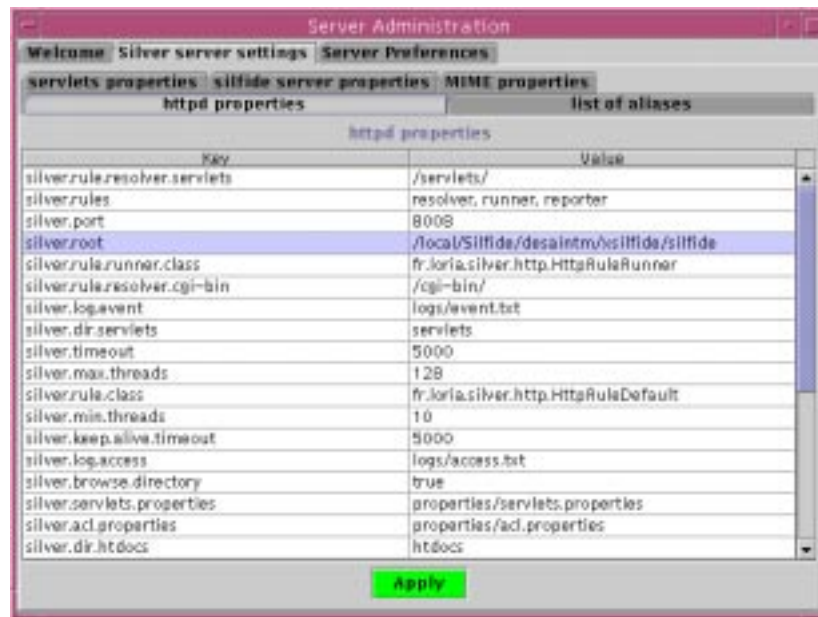 Server Administration
Welcome Silver server settings Server Preferences
servlets properties silfide server properties MIME properties
httpd properties list of aliases
httpd properties
Key Value
silver.rule.resolver.servlets /servlets/
silver.rules resolver, runner, reporter
silver.port 8008
silver.root /local/Silfide/desaintm/xsilfide/silfide
silver.rule.runner.class fr.loria.silver.http.HttpRuleRunner
silver.rule.resolver.cgi-bin /cgi-bin/
silver.log.event logs/event.txt
silver.dir.servlets servlets
silver.timeout 5000
silver.max.threads 128
silver.rule.class fr.loria.silver.http.HttpRuleDefault
silver.min.threads 10
silver.keep.alive.timeout 5000
silver.log.access logs/access.txt
silver.browse.directory true
silver.servlets.properties properties/servlets.properties
silver.acl.properties properties/acl.properties
silver.dir.htdocs htdocs
Apply